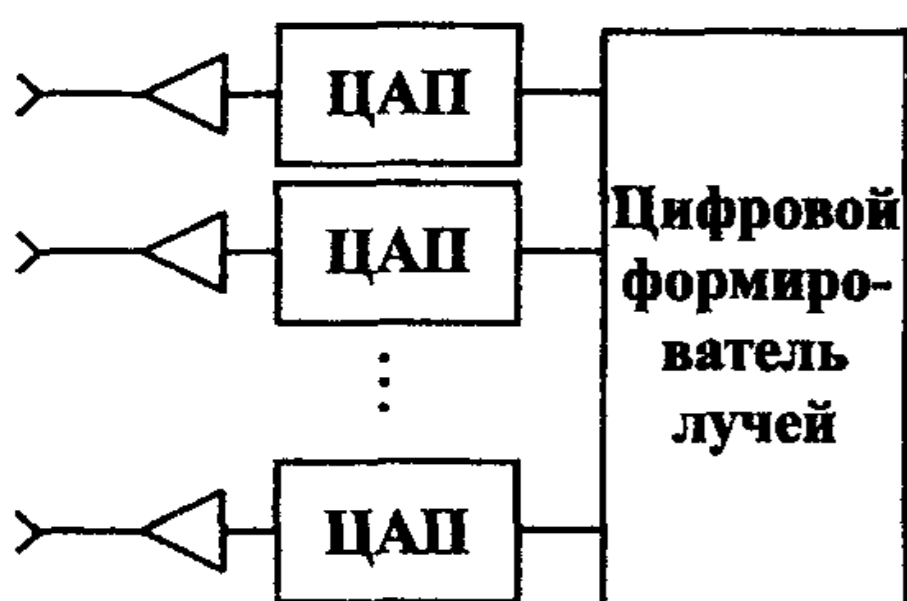 ЦАП
ЦАП
Цифровой
формиро-
ватель
лучей
ЦАП